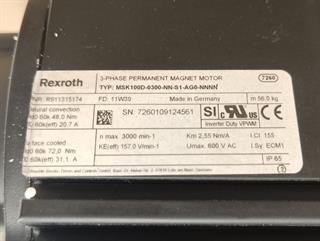 Rexroth
3-PHASE PERMANENT MAGNET MOTOR
7260
TYP: MSK100D-0300-NN-S1-AG0-NNNN
MNR: R911315174
FD: 11W39
Made in Germany
m 56,0 kg
natural convection
M0 60k 48,0 Nm
I0 60k(eff) 20.7 A
SN: 7260109124561
SI
c US
Inverter Duty VPWM
surface cooled
M0 60k 72,0 Nm
I0 60k(eff) 31,1 A
n max 3000 min-1
Km 2,55 Nm/A
I.Cl. 155
KE(eff) 157,0 V/min-1
Umax. 600 V AC
I.Sy. ECM1
IP 65